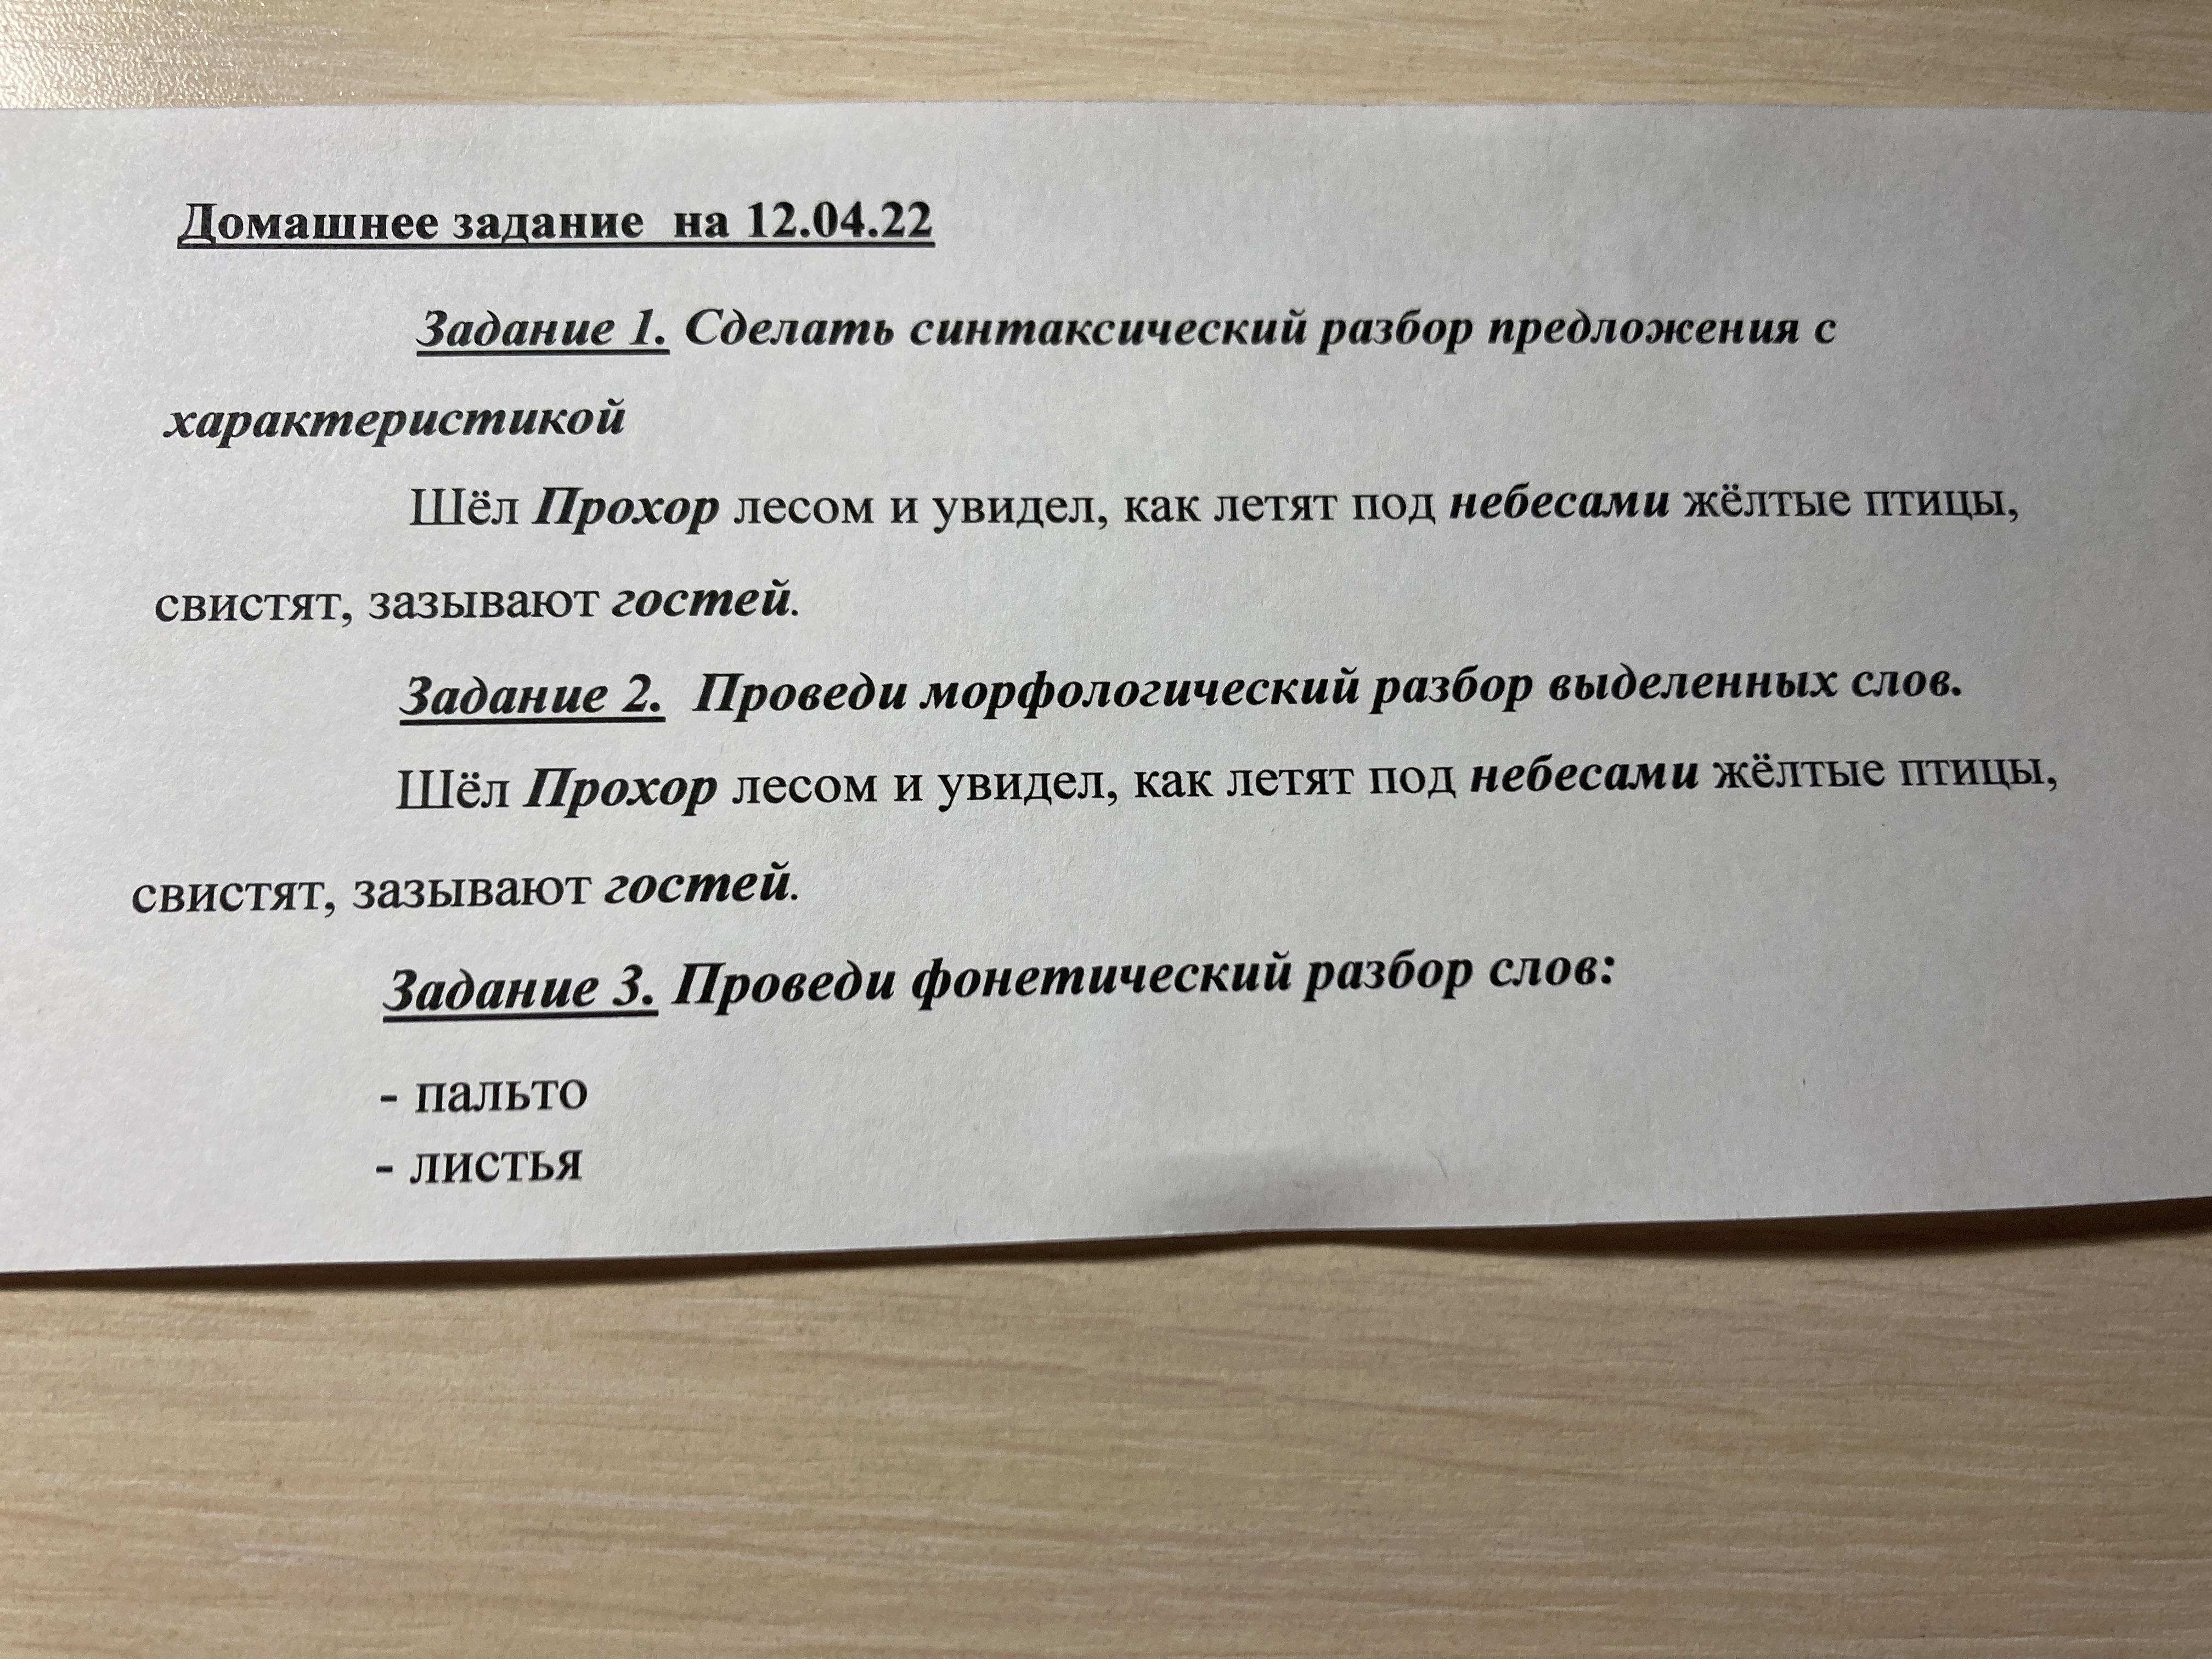 Домашнее задание  на 12.04.22
Задание 1. Сделать синтаксический разбор предложения с
характеристикой
Шёл Прохор лесом и увидел, как летят под небесами жёлтые птицы,
свистят, зазывают гостей.
Задание 2.  Проведи морфологический разбор выделенных слов.
Шёл Прохор лесом и увидел, как летят под небесами жёлтые птицы,
свистят, зазывают гостей.
Задание 3. Проведи фонетический разбор слов:
- пальто
- листья